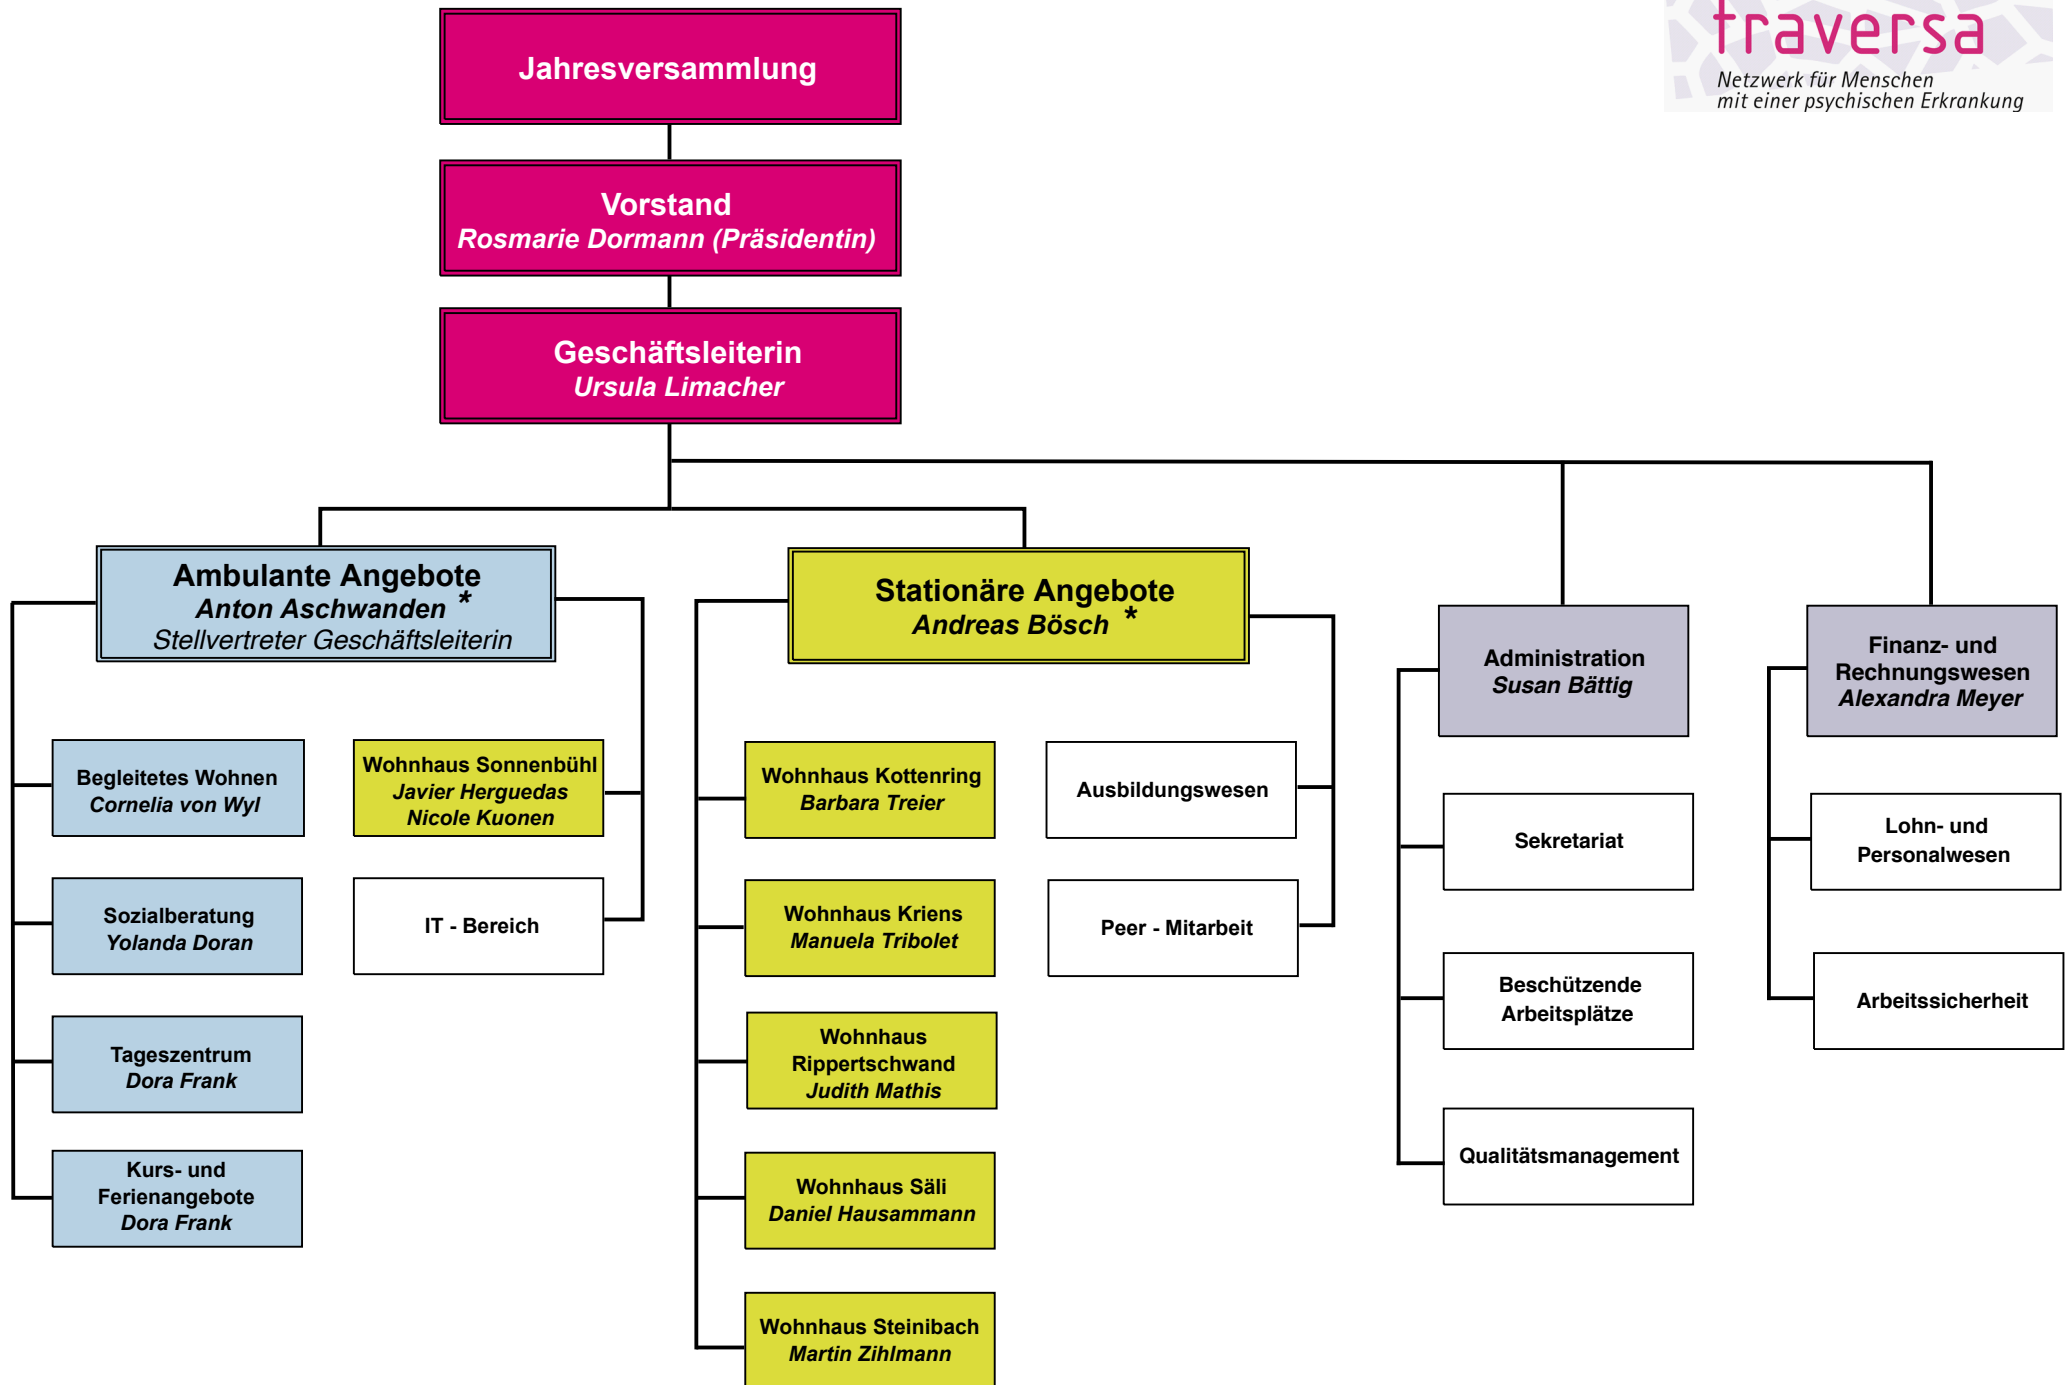 traversa
Netzwerk für Menschen
mit einer psychischen Erkrankung
Jahresversammlung
Vorstand
Rosmarie Dormann (Präsidentin)
Geschäftsleiterin
Ursula Limacher
Ambulante Angebote
Anton Aschwanden *
Stellvertreter Geschäftsleiterin
Begleitetes Wohnen
Cornelia von Wyl
Sozialberatung
Yolanda Doran
Tageszentrum
Dora Frank
Kurs- und
Ferienangebote
Dora Frank
Wohnhaus Sonnenbühl
Javier Herguedas
Nicole Kuonen
IT - Bereich
Stationäre Angebote
Andreas Bösch *
Wohnhaus Kottenring
Barbara Treier
Wohnhaus Kriens
Manuela Tribolet
Wohnhaus
Rippertschwand
Judith Mathis
Wohnhaus Säli
Daniel Hausammann
Wohnhaus Steinibach
Martin Zihlmann
Ausbildungswesen
Peer - Mitarbeit
Administration
Susan Bättig
Sekretariat
Beschützende
Arbeitsplätze
Qualitätsmanagement
Finanz- und
Rechnungswesen
Alexandra Meyer
Lohn- und
Personalwesen
Arbeitssicherheit